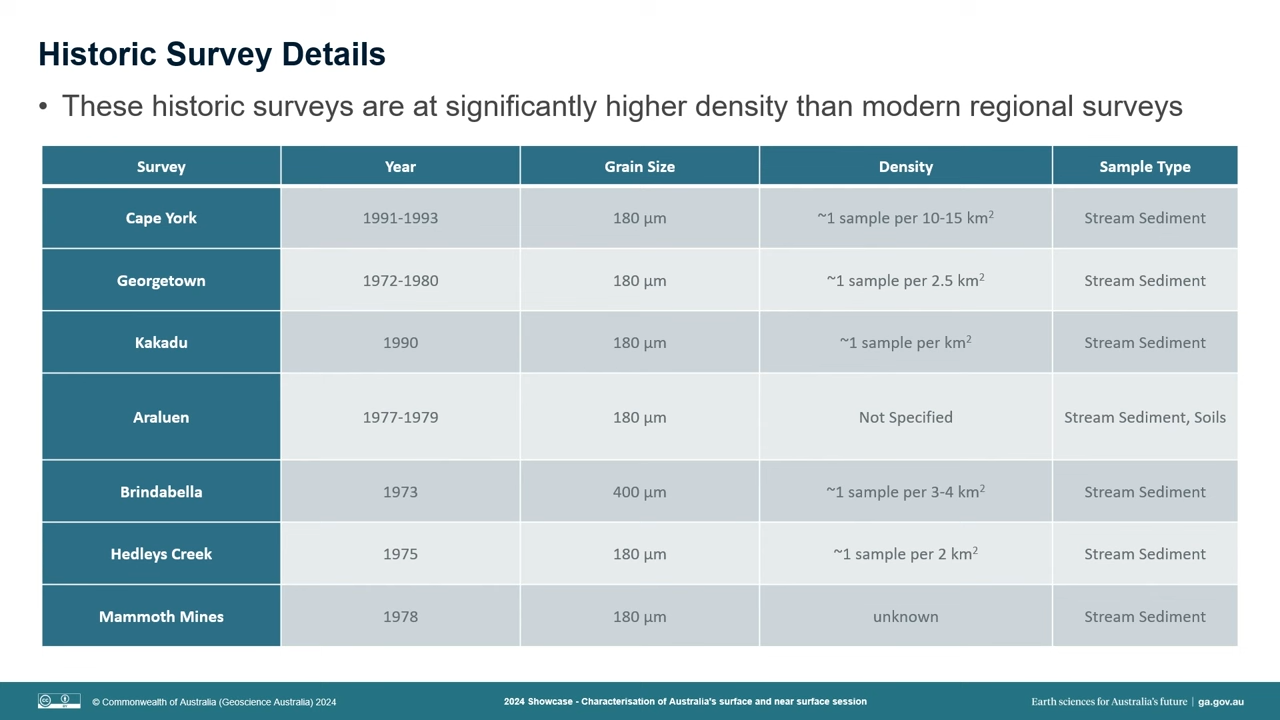 Historic Survey Details
• These historic surveys are at significantly higher density than modern regional surveys
Survey Year Grain Size Density Sample Type
Cape York 1991-1993 180 µm ~1 sample per 10-15 km² Stream Sediment
Georgetown 1972-1980 180 µm ~1 sample per 2.5 km² Stream Sediment
Kakadu 1990 180 µm ~1 sample per km² Stream Sediment
Araluen 1977-1979 180 µm Not Specified Stream Sediment, Soils
Brindabella 1973 400 µm ~1 sample per 3-4 km² Stream Sediment
Hedleys Creek 1975 180 µm ~1 sample per 2 km² Stream Sediment
Mammoth Mines 1978 180 µm unknown Stream Sediment
© Commonwealth of Australia (Geoscience Australia) 2024 2024 Showcase - Characterisation of Australia's surface and near surface session Earth sciences for Australia's future | ga.gov.au